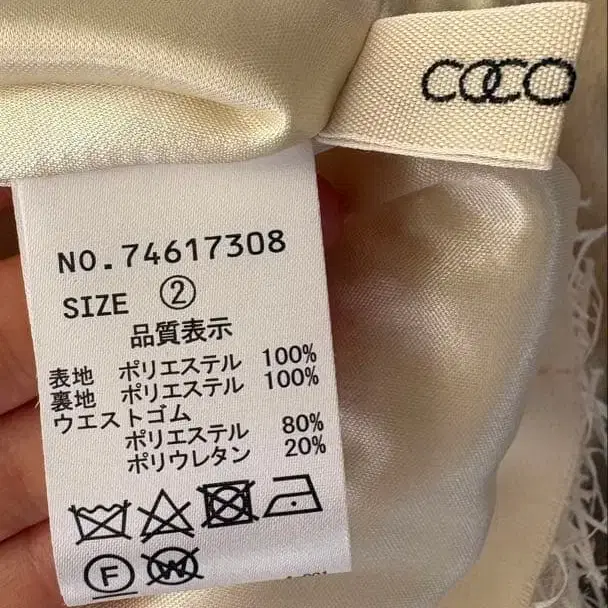 COCO
NO.74617308
SIZE ②
品質表示
表地 ポリエステル 100%
裏地 ポリエステル 100%
ウエストゴム
ポリエステル 80%
ポリウレタン 20%
F
W